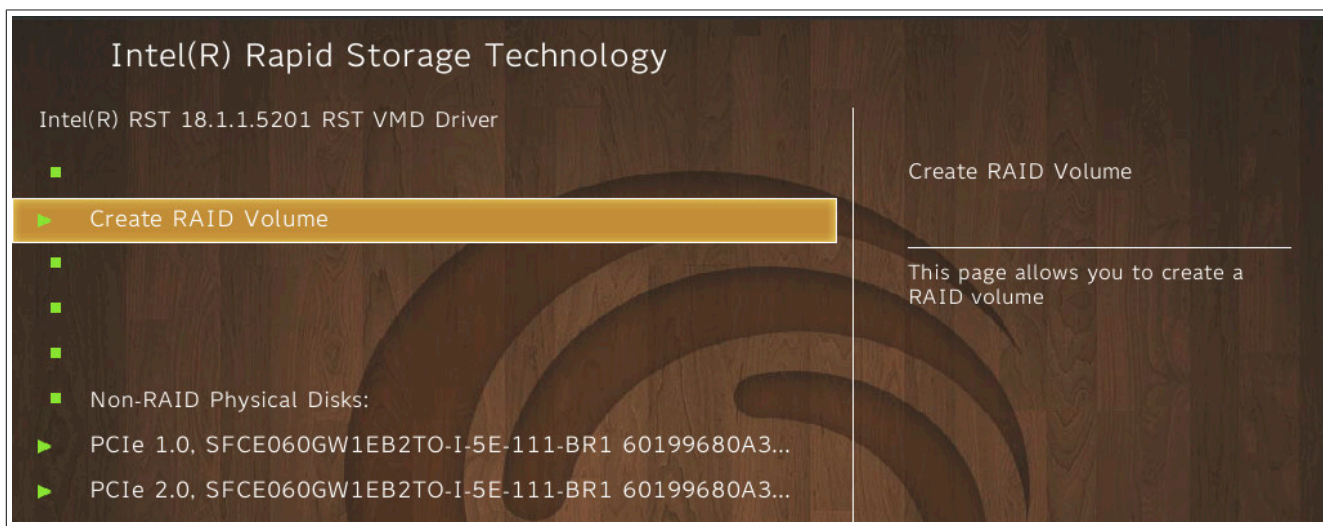 Intel(R) Rapid Storage Technology
Intel(R) RST 18.1.1.5201 RST VMD Driver
Create RAID Volume
Non-RAID Physical Disks:
PCIe 1.0, SFCE060GW1EB2TO-I-5E-111-BR1 60199680A3...
PCIe 2.0, SFCE060GW1EB2TO-I-5E-111-BR1 60199680A3...
Create RAID Volume
This page allows you to create a
RAID volume